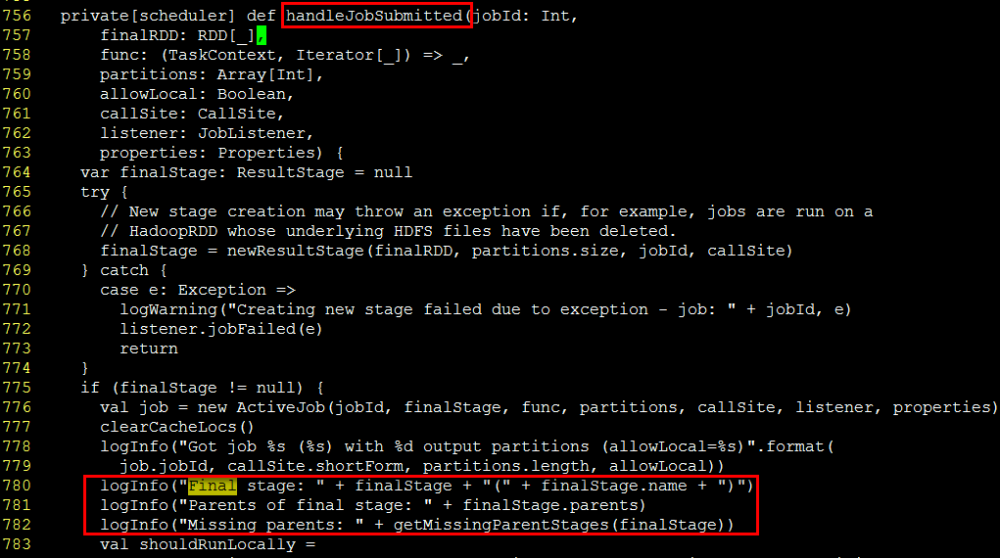 756 private[scheduler] def handleJobSubmitted(jobId: Int,
757 finalRDD: RDD[_],
758 func: (TaskContext, Iterator[_]) => _,
759 partitions: Array[Int],
760 allowLocal: Boolean,
761 callSite: CallSite,
762 listener: JobListener,
763 properties: Properties) {
764 var finalStage: ResultStage = null
765 try {
766 // New stage creation may throw an exception if, for example, jobs are run on a
767 // HadoopRDD whose underlying HDFS files have been deleted.
768 finalStage = newResultStage(finalRDD, partitions.size, jobId, callSite)
769 } catch {
770 case e: Exception =>
771 logWarning("Creating new stage failed due to exception - job: " + jobId, e)
772 listener.jobFailed(e)
773 return
774 }
775 if (finalStage != null) {
776 val job = new ActiveJob(jobId, finalStage, func, partitions, callSite, listener, properties)
777 clearCacheLocs()
778 logInfo("Got job %s (%s) with %d output partitions (allowLocal=%s)".format(
779 job.jobId, callSite.shortForm, partitions.length, allowLocal))
780 logInfo("Final stage: " + finalStage + "(" + finalStage.name + ")")
781 logInfo("Parents of final stage: " + finalStage.parents)
782 logInfo("Missing parents: " + getMissingParentStages(finalStage))
783 val shouldRunLocally =